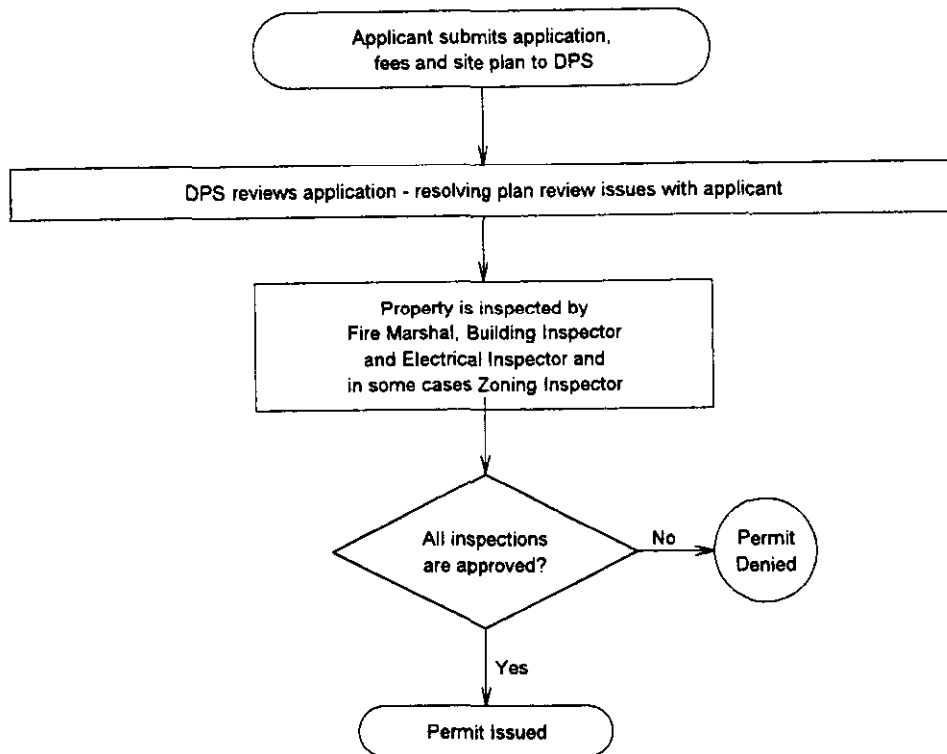 Applicant submits application,
fees and site plan to DPS
DPS reviews application - resolving plan review issues with applicant
Property is inspected by
Fire Marshal, Building Inspector
and Electrical Inspector and
in some cases Zoning Inspector
All inspections
are approved?
No
Permit
Denied
Yes
Permit Issued